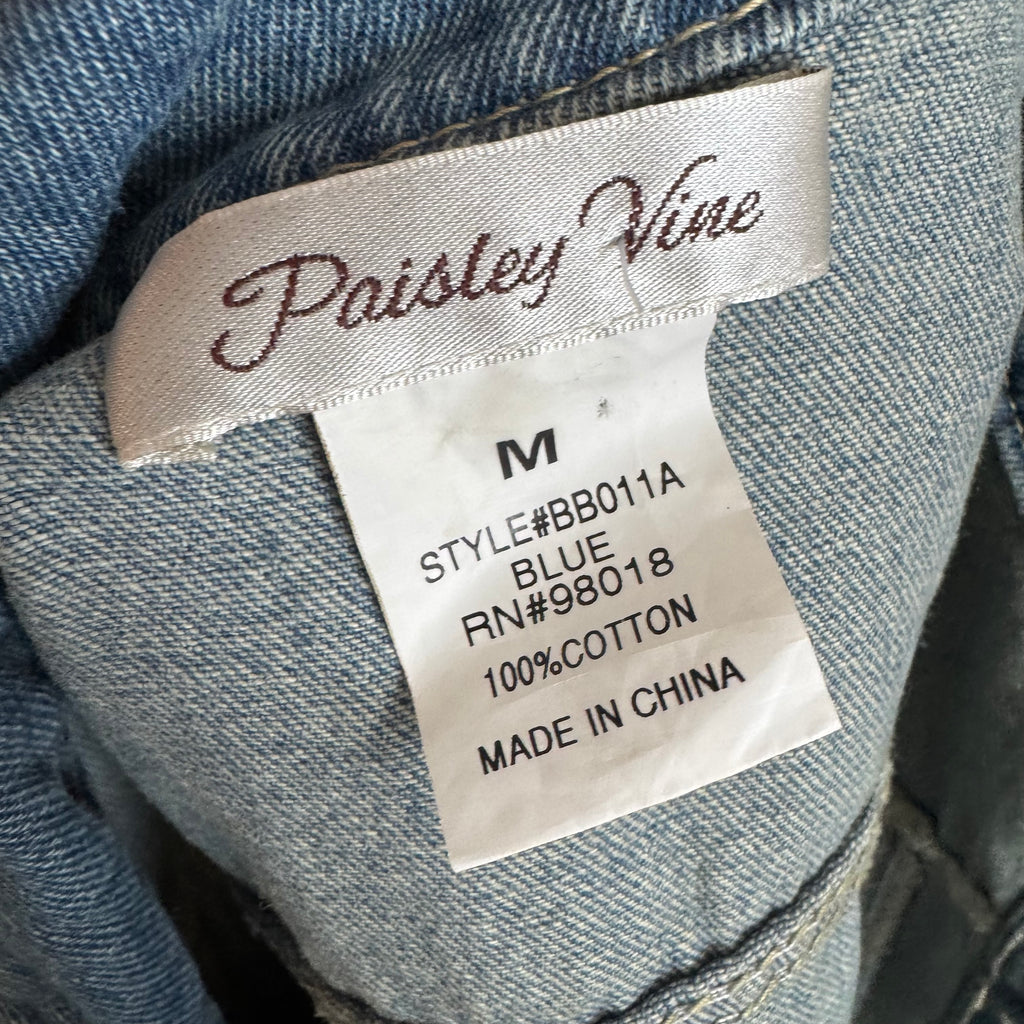 Paisley Vine
M
STYLE#BB011A
BLUE
RN#98018
100%COTTON
MADE IN CHINA